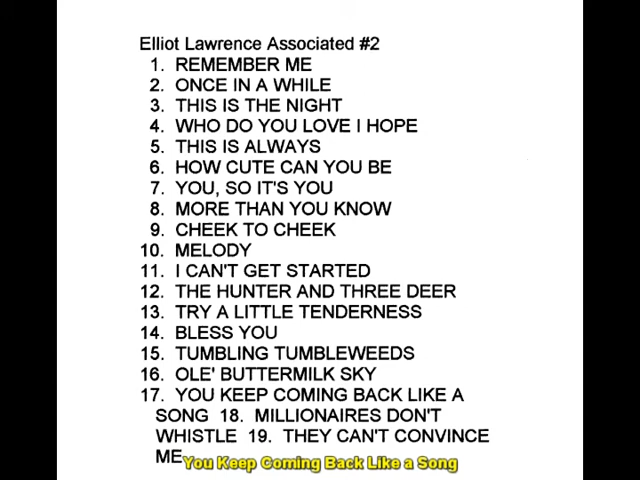 Elliot Lawrence Associated #2
1. REMEMBER ME
2. ONCE IN A WHILE
3. THIS IS THE NIGHT
4. WHO DO YOU LOVE I HOPE
5. THIS IS ALWAYS
6. HOW CUTE CAN YOU BE
7. YOU, SO IT'S YOU
8. MORE THAN YOU KNOW
9. CHEEK TO CHEEK
10. MELODY
11. I CAN'T GET STARTED
12. THE HUNTER AND THREE DEER
13. TRY A LITTLE TENDERNESS
14. BLESS YOU
15. TUMBLING TUMBLEWEEDS
16. OLE' BUTTERMILK SKY
17. YOU KEEP COMING BACK LIKE A
SONG 18. MILLIONAIRES DON'T
WHISTLE 19. THEY CAN'T CONVINCE
ME
You Keep Coming Back Like a Song